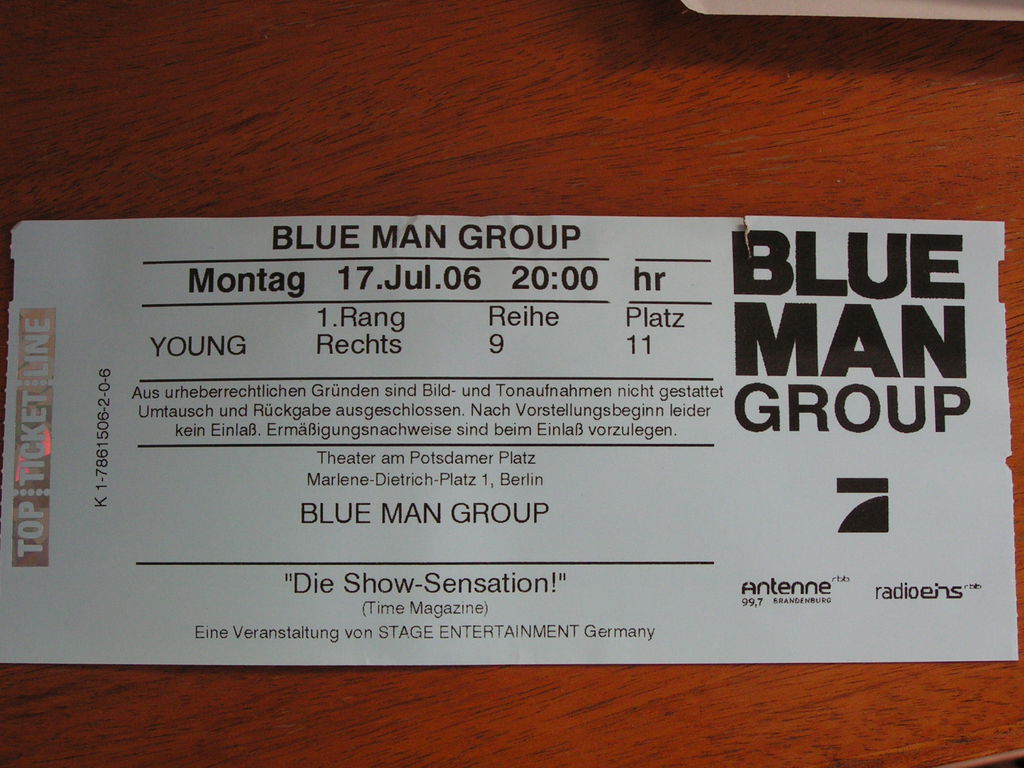 BLUE MAN GROUP
Montag 17.Jul.06 20:00 hr
1.Rang Reihe Platz
YOUNG Rechts 9 11
Aus urheberrechtlichen Gründen sind Bild- und Tonaufnahmen nicht gestattet
Umtausch und Rückgabe ausgeschlossen. Nach Vorstellungsbeginn leider
kein Einlaß. Ermäßigungsnachweise sind beim Einlaß vorzulegen.
Theater am Potsdamer Platz
Marlene-Dietrich-Platz 1, Berlin
BLUE MAN GROUP
"Die Show-Sensation!"
(Time Magazine)
Eine Veranstaltung von STAGE ENTERTAINMENT Germany
TOP TICKET LINE
K 1-7861506-2-0-6
BLUE
MAN
GROUP
7
Antenne rbb
99,7 BRANDENBURG
radioeins rbb